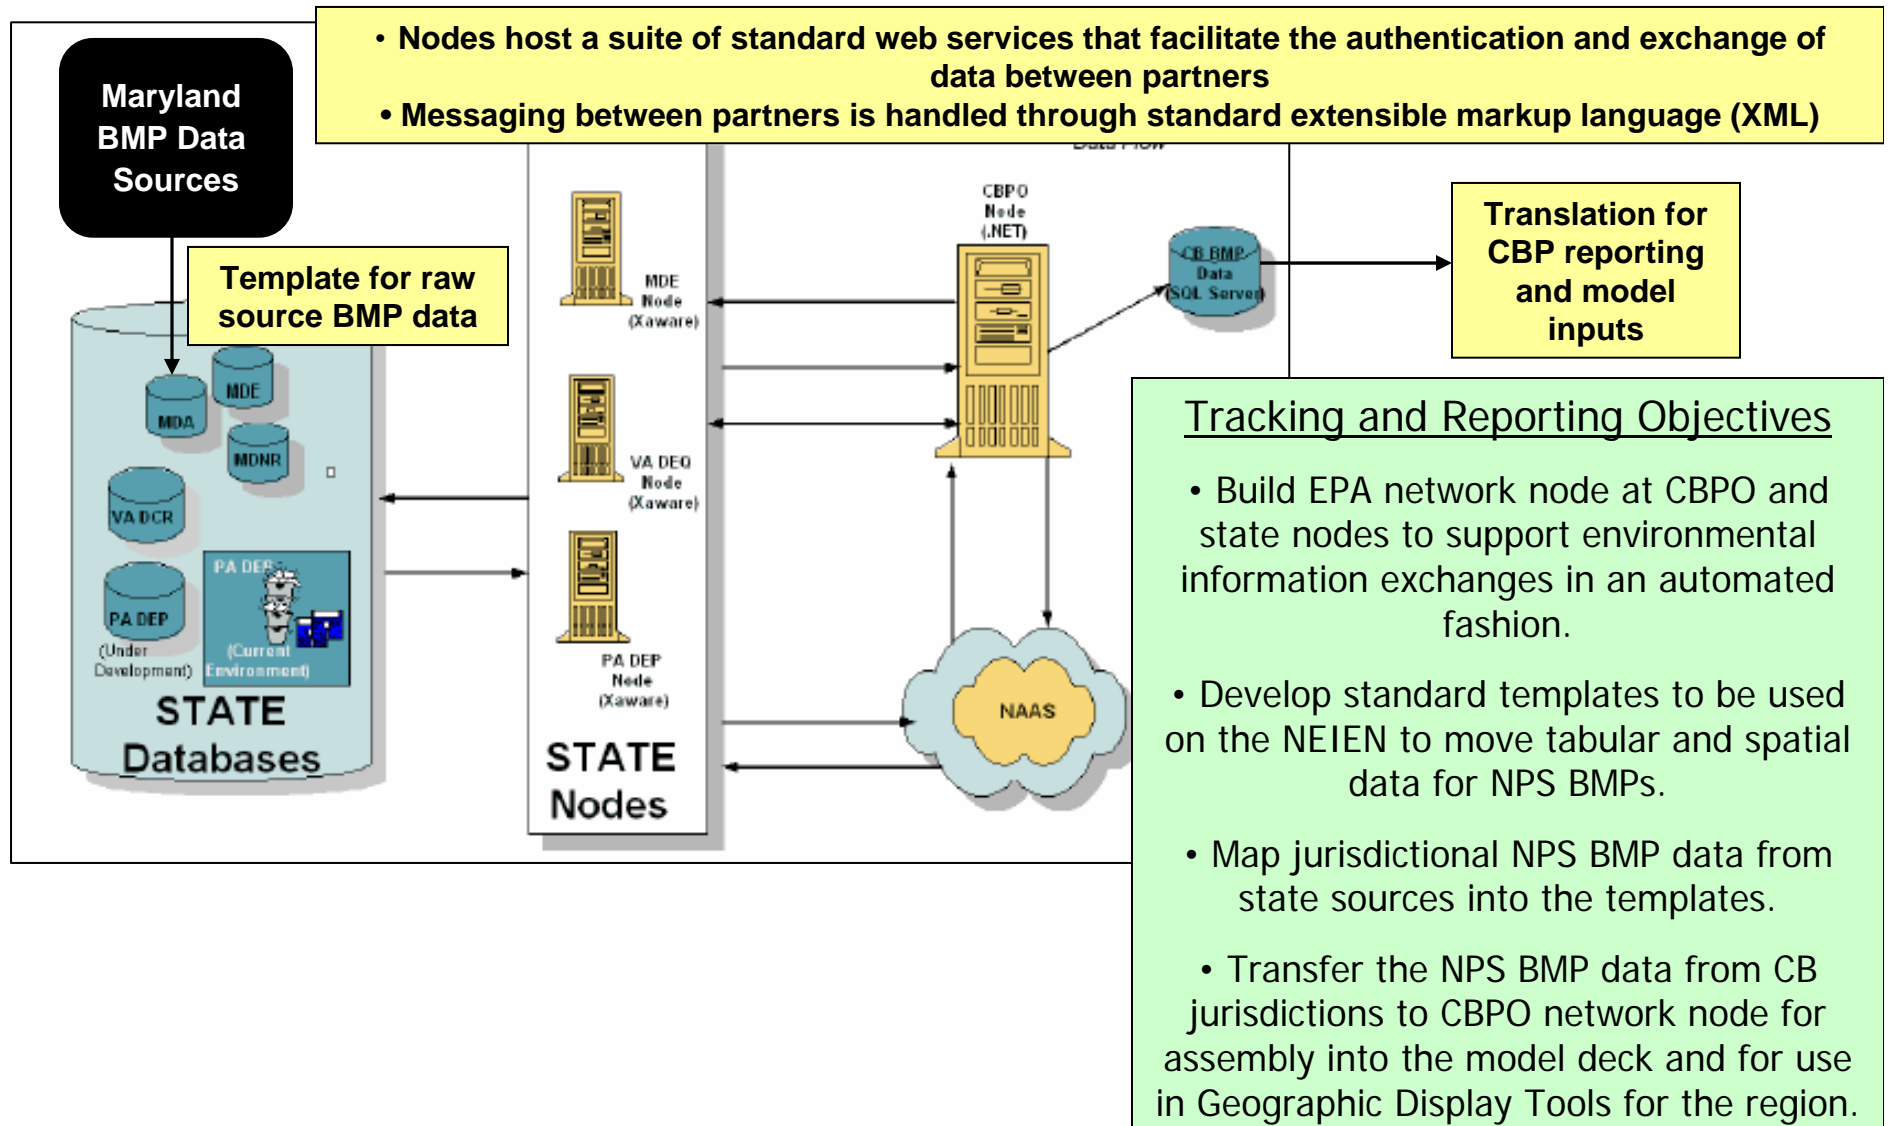 • Nodes host a suite of standard web services that facilitate the authentication and exchange of
data between partners
• Messaging between partners is handled through standard extensible markup language (XML)
Maryland
BMP Data
Sources
Data Flow
Template for raw
source BMP data
MDE
MDA
MDNR
VA DCR
PA DEP
(Under
Development)
PA DEP
(Current
Environment)
STATE
Databases
MDE
Node
(Xaware)
VA DEQ
Node
(Xaware)
PA DEP
Node
(Xaware)
STATE
Nodes
CBPO
Node
(.NET)
CB BMP
Data
(SQL Server)
NAAS
Translation for
CBP reporting
and model
inputs
Tracking and Reporting Objectives
• Build EPA network node at CBPO and
state nodes to support environmental
information exchanges in an automated
fashion.
• Develop standard templates to be used
on the NEIEN to move tabular and spatial
data for NPS BMPs.
• Map jurisdictional NPS BMP data from
state sources into the templates.
• Transfer the NPS BMP data from CB
jurisdictions to CBPO network node for
assembly into the model deck and for use
in Geographic Display Tools for the region.